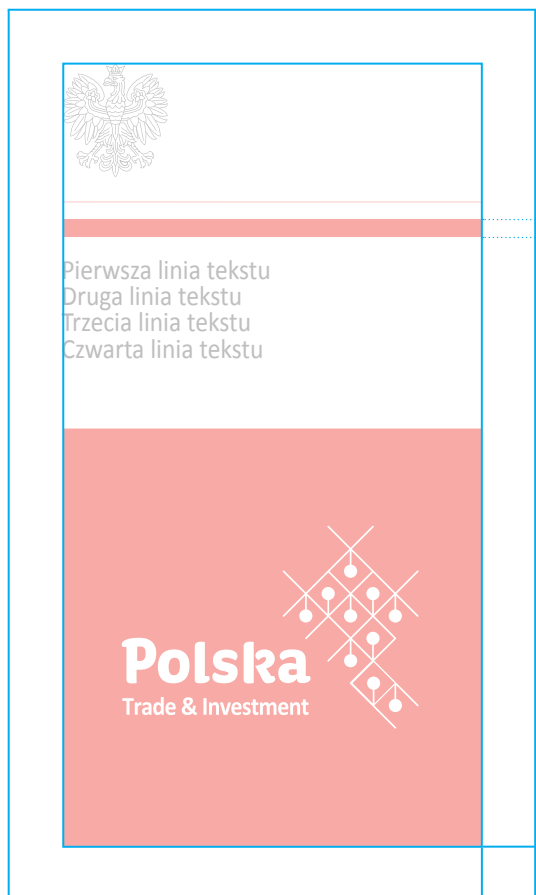 Pierwsza linia tekstu
Druga linia tekstu
Trzecia linia tekstu
Czwarta linia tekstu
Polska
Trade & Investment